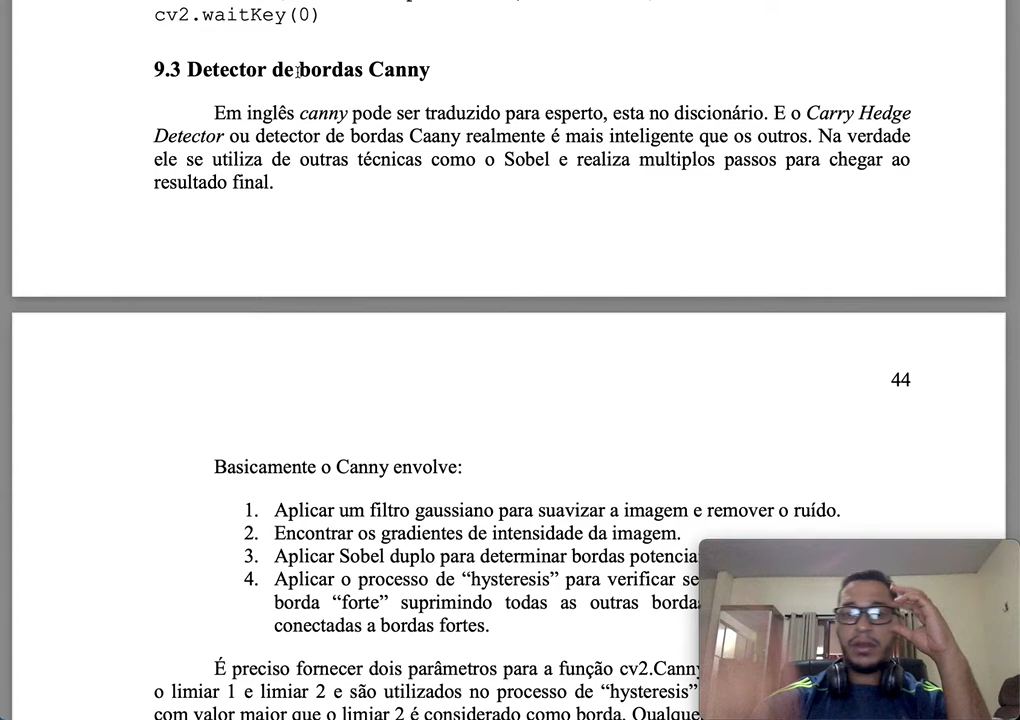 cv2.waitKey(0)
9.3 Detector de bordas Canny
Em inglês canny pode ser traduzido para esperto, esta no discionário. E o Carry Hedge
Detector ou detector de bordas Caany realmente é mais inteligente que os outros. Na verdade
ele se utiliza de outras técnicas como o Sobel e realiza multiplos passos para chegar ao
resultado final.
44
Basicamente o Canny envolve:
1. Aplicar um filtro gaussiano para suavizar a imagem e remover o ruído.
2. Encontrar os gradientes de intensidade da imagem.
3. Aplicar Sobel duplo para determinar bordas
4. Aplicar o processo de “hysteresis” para verificar se
borda “forte” suprimindo todas as outras
conectadas a bordas fortes.
É preciso fornecer dois parâmetros para a função
o limiar 1 e limiar 2 e são utilizados no processo de “hysteresis”
com valor maior que o limiar 2 é considerado como borda.